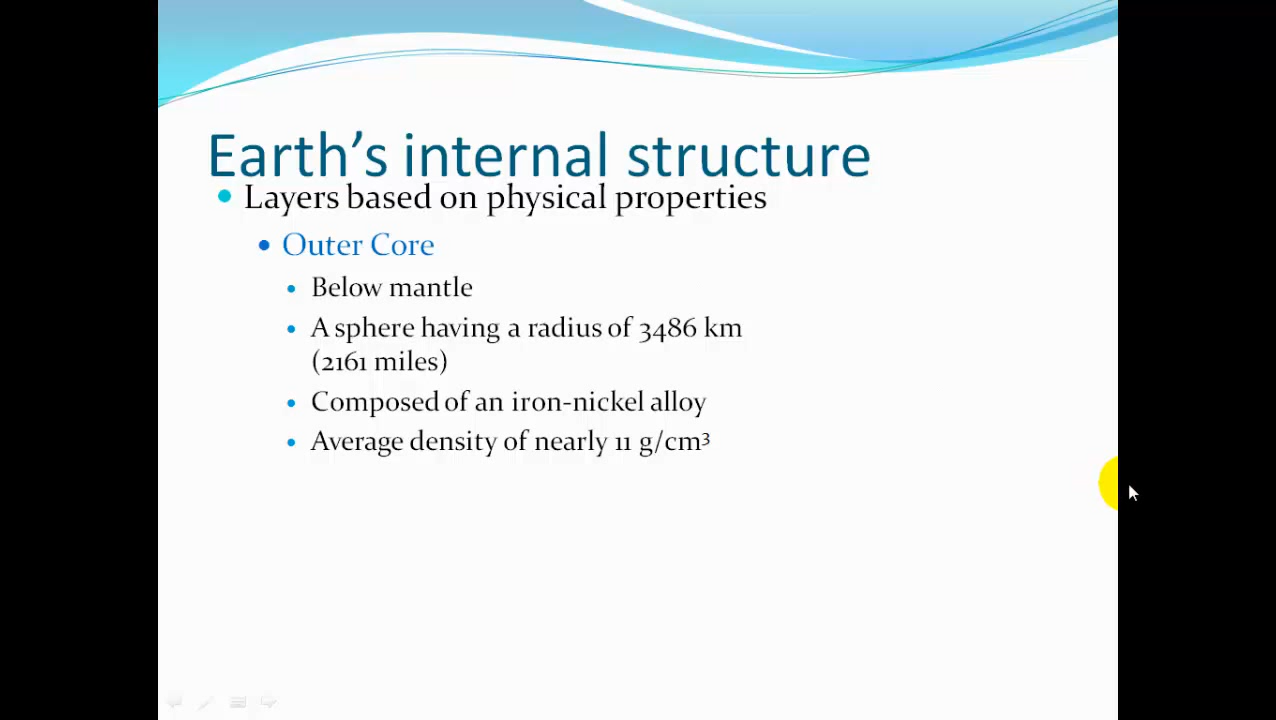 Earth’s internal structure
Layers based on physical properties
Outer Core
Below mantle
A sphere having a radius of 3486 km
(2161 miles)
Composed of an iron-nickel alloy
Average density of nearly 11 g/cm³